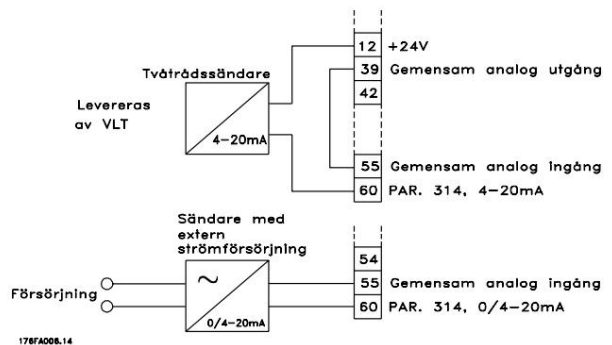 12 +24V
Tvåtrådssändare
39 Gemensam analog utgång
42
Levereras
av VLT
4-20mA
55 Gemensam analog ingång
60 PAR. 314, 4-20mA
Sändare med
extern
strömförsörjning
54
~
55 Gemensam analog ingång
Försörjning
60 PAR. 314, 0/4-20mA
0/4-20mA
176FA008.14